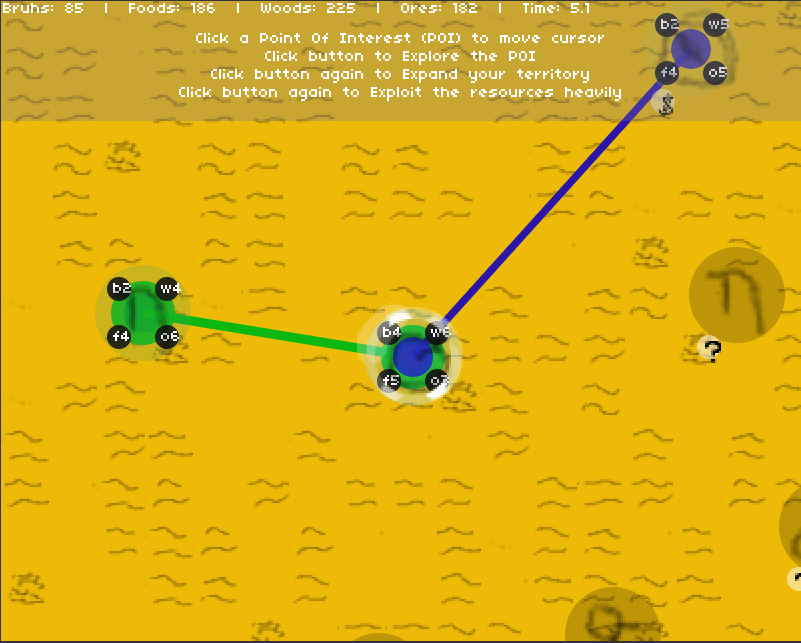 Bruhs: 85 | Foods: 186 | Woods: 225 | Ores: 182 | Time: 5.1
Click a Point Of Interest (POI) to move cursor
Click button to Explore the POI
Click button again to Expand your territory
Click button again to Exploit the resources heavily
b2 w5
f4 o5
$
b2 w4
f4 o6
?
b4 w6
f5
?